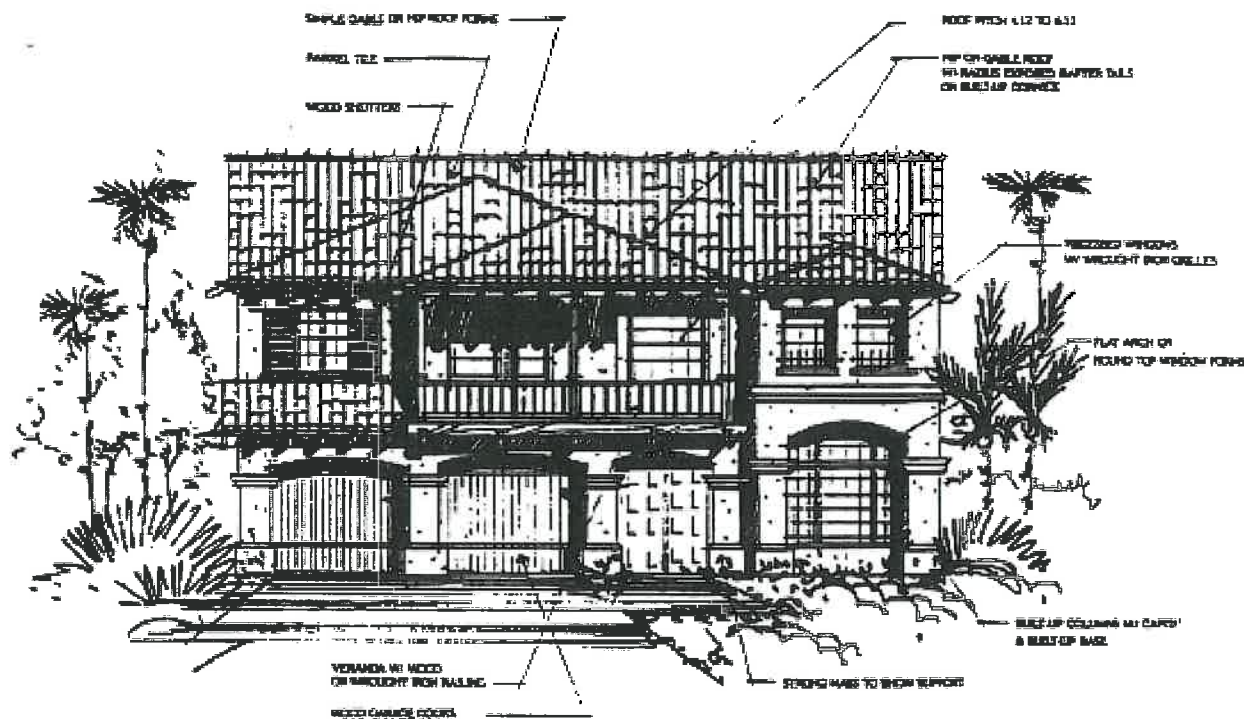 SIMPLE GABLE OR HIP ROOF FORMS
BARREL TILE
WOOD SHUTTERS
ROOF PITCH 4:12 TO 6:12
HIP OR GABLE ROOF
W/ RADIUS EXPOSED RAFTER TAILS
OR BUILT-UP CORNICE
RECESSED WINDOWS
W/ WROUGHT IRON GRILLES
FLAT ARCH OR
ROUND TOP WINDOW FORMS
BUILT-UP COLUMNS W/
& BUILT-UP BASE
VERANDA W/ WOOD
OR WROUGHT IRON RAILING
STRONG MASS TO SHOW SUPPORT
WOOD GARAGE DOORS